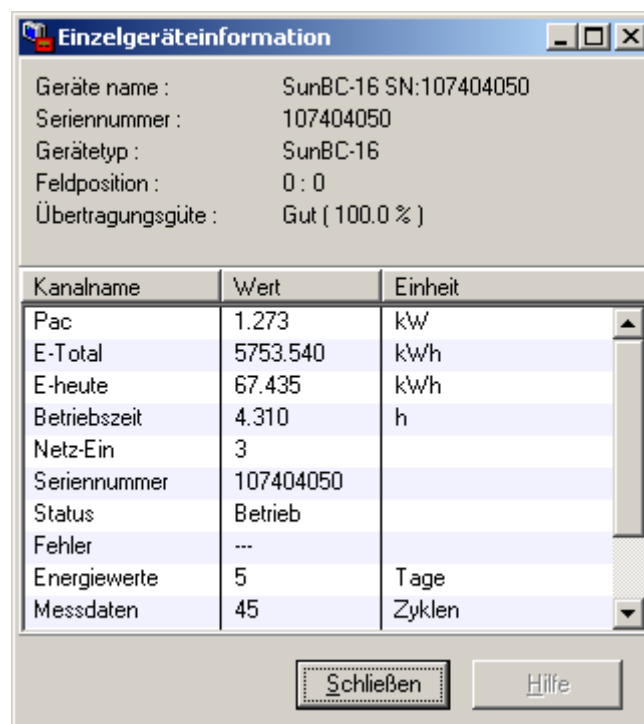 Einzelgeräteinformation
Geräte name : SunBC-16 SN:107404050
Seriennummer : 107404050
Gerätetyp : SunBC-16
Feldposition : 0 : 0
Übertragungsgüte : Gut ( 100.0 % )
Kanalname Wert Einheit
Pac 1.273 kW
E-Total 5753.540 kWh
E-heute 67.435 kWh
Betriebszeit 4.310 h
Netz-Ein 3
Seriennummer 107404050
Status Betrieb
Fehler ---
Energiewerte 5 Tage
Messdaten 45 Zyklen
Schließen Hilfe